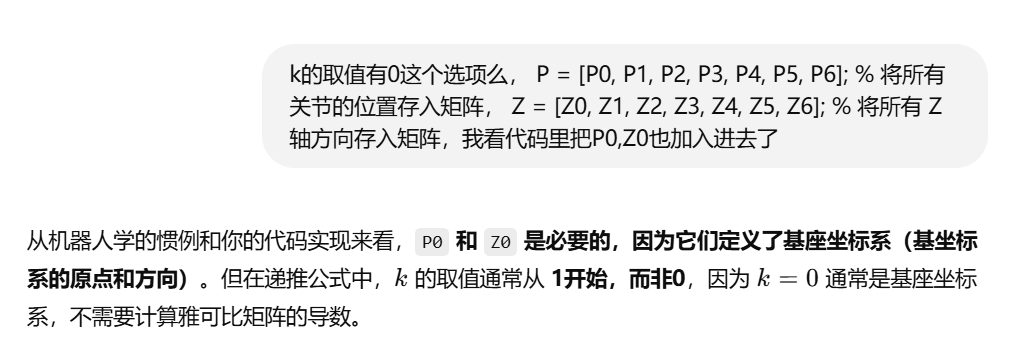 k的取值有0这个选项么， P = [P0, P1, P2, P3, P4, P5, P6]; % 将所有
关节的位置存入矩阵， Z = [Z0, Z1, Z2, Z3, Z4, Z5, Z6]; % 将所有 Z
轴方向存入矩阵，我看代码里把P0,Z0也加入进去了
从机器人学的惯例和你的代码实现来看，P0 和 Z0 是必要的，因为它们定义了基座坐标系（基坐标
系的原点和方向）。但在递推公式中，k 的取值通常从 1开始，而非0，因为 k = 0 通常是基座坐标
系，不需要计算雅可比矩阵的导数。